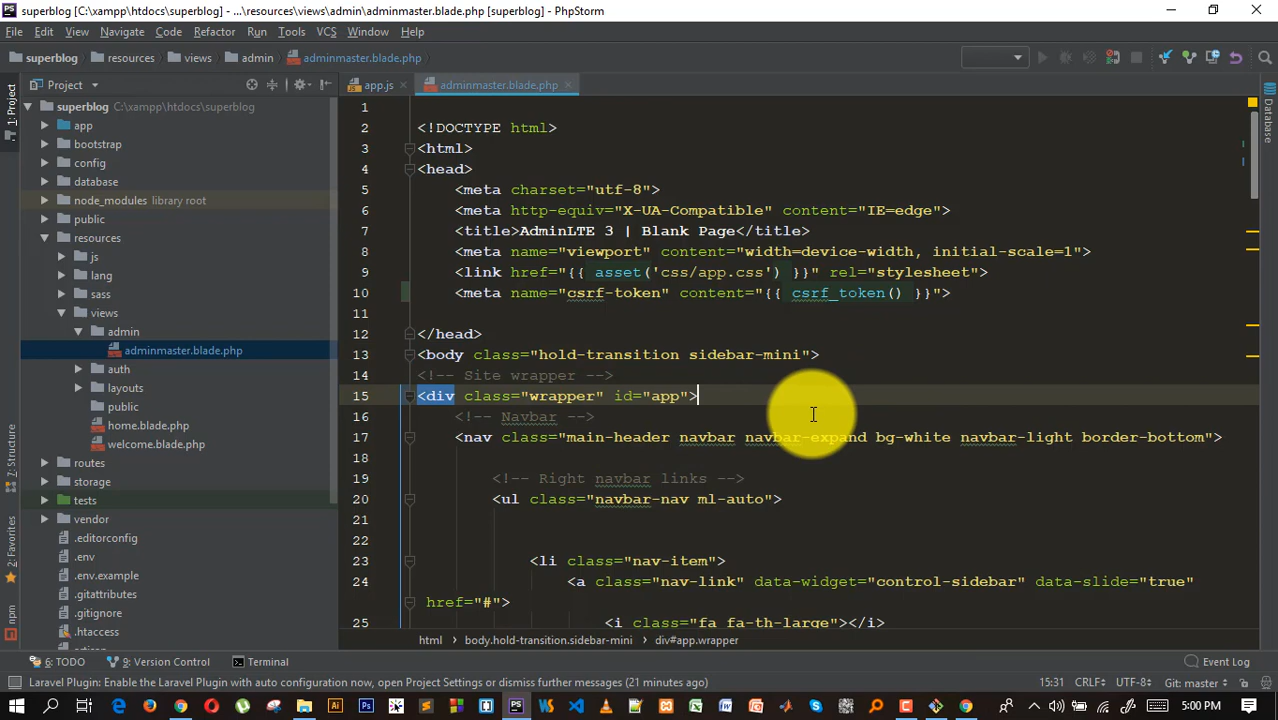 superblog [C:\xampp\htdocs\superblog] - ...\resources\views\admin\adminmaster.blade.php [superblog] - PhpStorm
File Edit View Navigate Code Refactor Run Tools VCS Window Help
superblog resources views admin adminmaster.blade.php
Project app.js adminmaster.blade.php
superblog C:\xampp\htdocs\superblog
app
bootstrap
config
database
node_modules library root
public
resources
js
lang
sass
views
admin
adminmaster.blade.php
auth
layouts
public
home.blade.php
welcome.blade.php
routes
storage
tests
vendor
.editorconfig
.env
.env.example
.gitattributes
.gitignore
.htaccess
1: Project
7: Structure
2: Favorites
npm
Database
1
2 <!DOCTYPE html>
3 <html>
4 <head>
5 <meta charset="utf-8">
6 <meta http-equiv="X-UA-Compatible" content="IE=edge">
7 <title>AdminLTE 3 | Blank Page</title>
8 <meta name="viewport" content="width=device-width, initial-scale=1">
9 <link href="{{ asset('css/app.css') }}" rel="stylesheet">
10 <meta name="csrf-token" content="{{ csrf_token() }}">
11
12 </head>
13 <body class="hold-transition sidebar-mini">
14 <!-- Site wrapper -->
15 <div class="wrapper" id="app">
16 <!-- Navbar -->
17 <nav class="main-header navbar navbar-expand bg-white navbar-light border-bottom">
18
19 <!-- Right navbar links -->
20 <ul class="navbar-nav ml-auto">
21
22
23 <li class="nav-item">
24 <a class="nav-link" data-widget="control-sidebar" data-slide="true"
href="#">
25 <i class="fa fa-th-large"></i>
html body.hold-transition.sidebar-mini div#app.wrapper
6: TODO 9: Version Control Terminal Event Log
Laravel Plugin: Enable the Laravel Plugin with auto configuration now, open Project Settings or dismiss further messages (21 minutes ago) 15:31 CRLF UTF-8 Git: master
5:00 PM